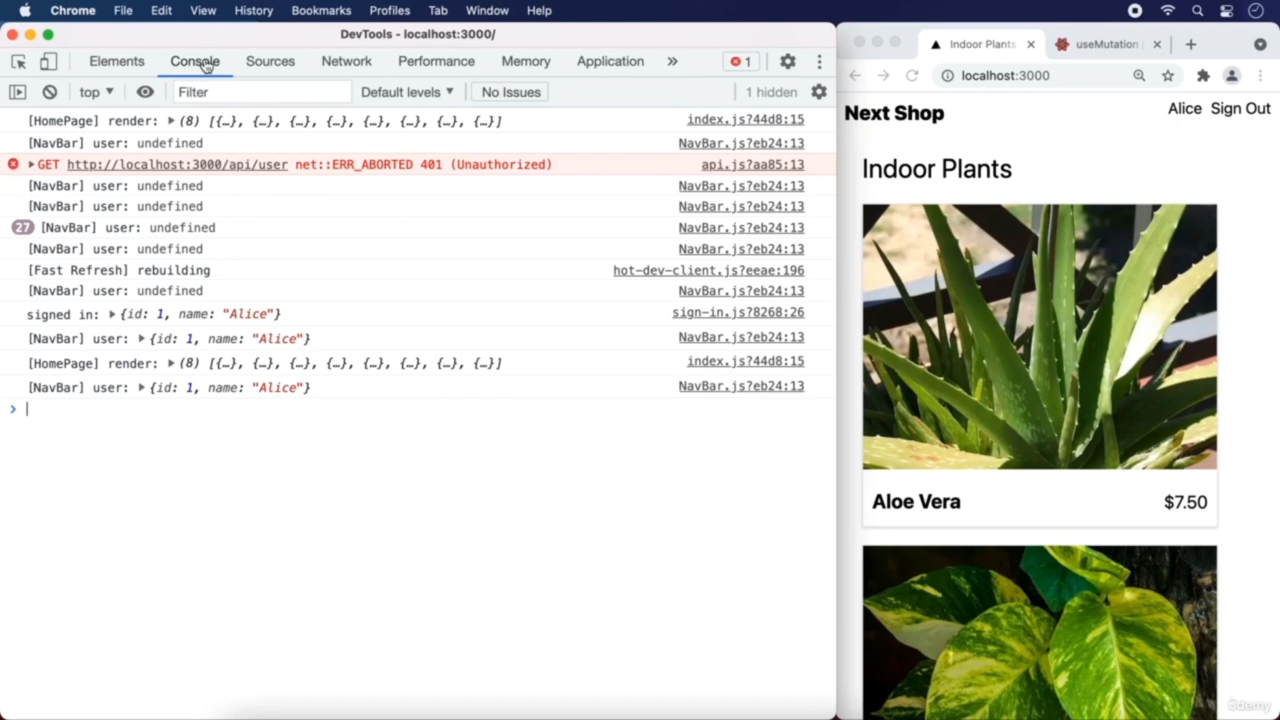 Chrome File Edit View History Bookmarks Profiles Tab Window Help
DevTools - localhost:3000/
Elements Console Sources Network Performance Memory Application » 1
top ▼ Filter Default levels ▼ No Issues 1 hidden
[HomePage] render: ▶(8) [{…}, {…}, {…}, {…}, {…}, {…}, {…}, {…}] index.js?44d8:15
[NavBar] user: undefined NavBar.js?eb24:13
▶GET http://localhost:3000/api/user net::ERR_ABORTED 401 (Unauthorized) api.js?aa85:13
[NavBar] user: undefined NavBar.js?eb24:13
[NavBar] user: undefined NavBar.js?eb24:13
27 [NavBar] user: undefined NavBar.js?eb24:13
[NavBar] user: undefined NavBar.js?eb24:13
[Fast Refresh] rebuilding hot-dev-client.js?eeae:196
[NavBar] user: undefined NavBar.js?eb24:13
signed in: ▶{id: 1, name: "Alice"} sign-in.js?8268:26
[NavBar] user: ▶{id: 1, name: "Alice"} NavBar.js?eb24:13
[HomePage] render: ▶(8) [{…}, {…}, {…}, {…}, {…}, {…}, {…}, {…}] index.js?44d8:15
[NavBar] user: ▶{id: 1, name: "Alice"} NavBar.js?eb24:13
›
Indoor Plants × useMutation × +
localhost:3000
Next Shop Alice Sign Out
Indoor Plants
Aloe Vera $7.50
ûdemy